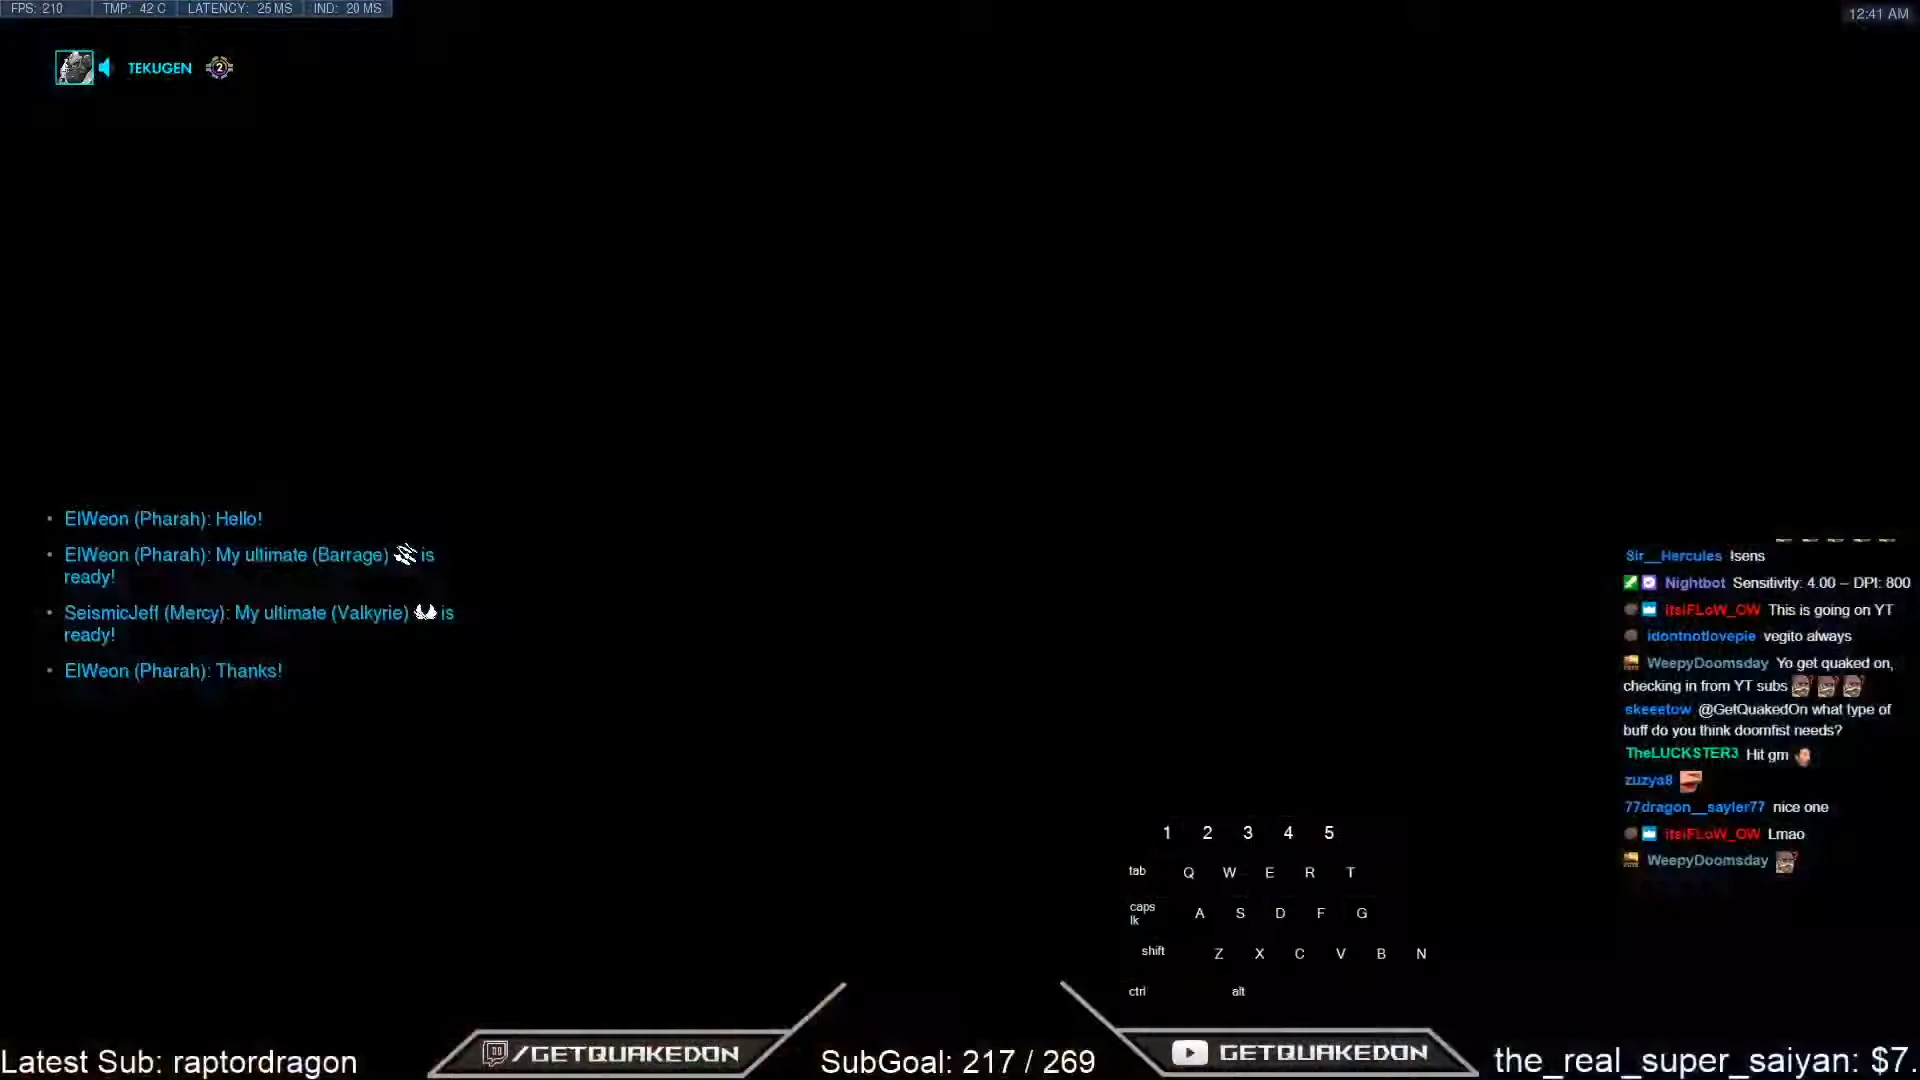 FPS: 210 TMP: 42 C LATENCY: 25 MS IND: 20 MS
12:41 AM
TEKUGEN 2
ElWeon (Pharah): Hello!
ElWeon (Pharah): My ultimate (Barrage) is
ready!
SeismicJeff (Mercy): My ultimate (Valkyrie) is
ready!
ElWeon (Pharah): Thanks!
Sir__Hercules !sens
Nightbot Sensitivity: 4.00 – DPI: 800
itsiFLoW_OW This is going on YT
idontnotlovepie vegito always
WeepyDoomsday Yo get quaked on,
checking in from YT subs
skeeetow @GetQuakedOn what type of
buff do you think doomfist needs?
TheLUCKSTER3 Hit gm
zuzya8
77dragon__sayler77 nice one
itsiFLoW_OW Lmao
WeepyDoomsday
1 2 3 4 5
tab Q W E R T
caps
lk A S D F G
shift Z X C V B N
ctrl alt
Latest Sub: raptordragon
/GETQUAKEDON
SubGoal: 217 / 269
GETQUAKEDON
the_real_super_saiyan: $7.